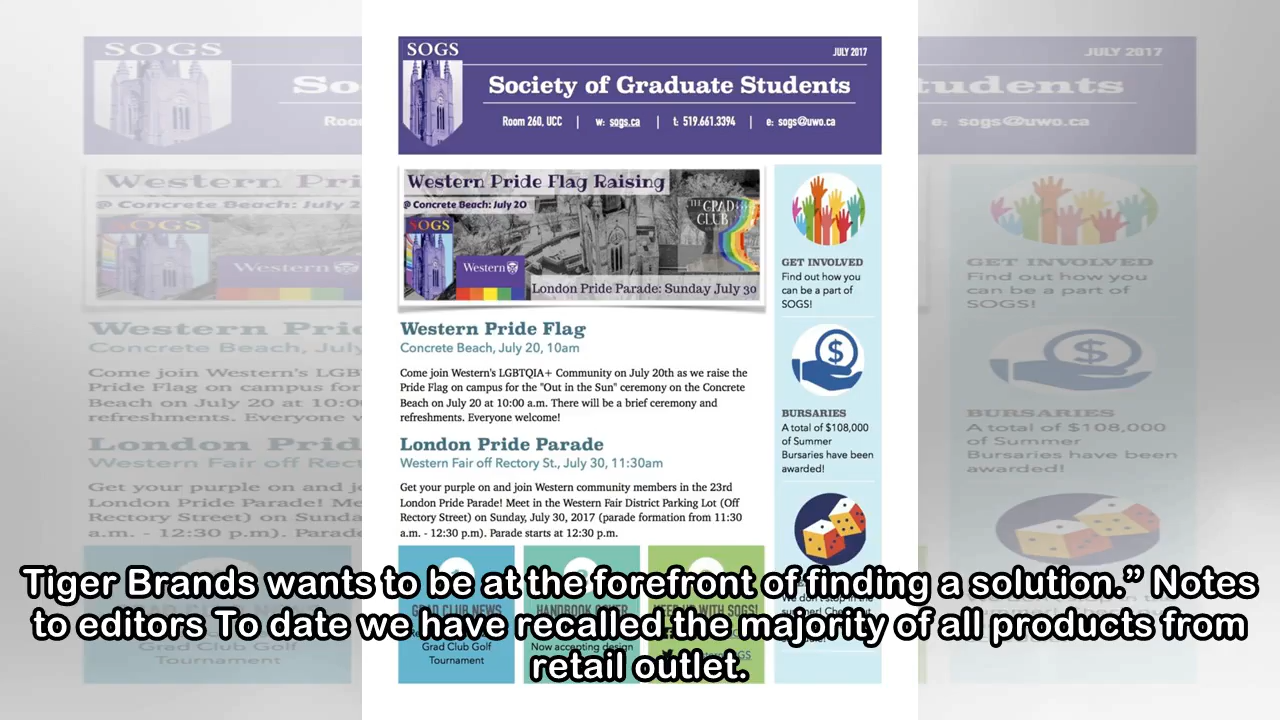 SOGS
JULY 2017
Society of Graduate Students
Room 260, UCC | w: sogs.ca | t: 519.661.3394 | e: sogs@uwo.ca
Western Pride Flag Raising
@ Concrete Beach: July 20
SOGS
THE GRAD CLUB
Western
London Pride Parade: Sunday July 30
Western Pride Flag
Concrete Beach, July 20, 10am
Come join Western's LGBTQIA+ Community on July 20th as we raise the
Pride Flag on campus for the "Out in the Sun" ceremony on the Concrete
Beach on July 20 at 10:00 a.m. There will be a brief ceremony and
refreshments. Everyone welcome!
London Pride Parade
Western Fair off Rectory St., July 30, 11:30am
Get your purple on and join Western community members in the 23rd
London Pride Parade! Meet in the Western Fair District Parking Lot (Off
Rectory Street) on Sunday, July 30, 2017 (parade formation from 11:30
a.m. - 12:30 p.m). Parade starts at 12:30 p.m.
GET INVOLVED
Find out how you
can be a part of
SOGS!
BURSARIES
A total of $108,000
of Summer
Bursaries have been
awarded!
GRAD CLUB NEWS
Grad Club Golf
Tournament
Now accepting design
Tiger Brands wants to be at the forefront of finding a solution.” Notes
to editors To date we have recalled the majority of all products from
retail outlet.